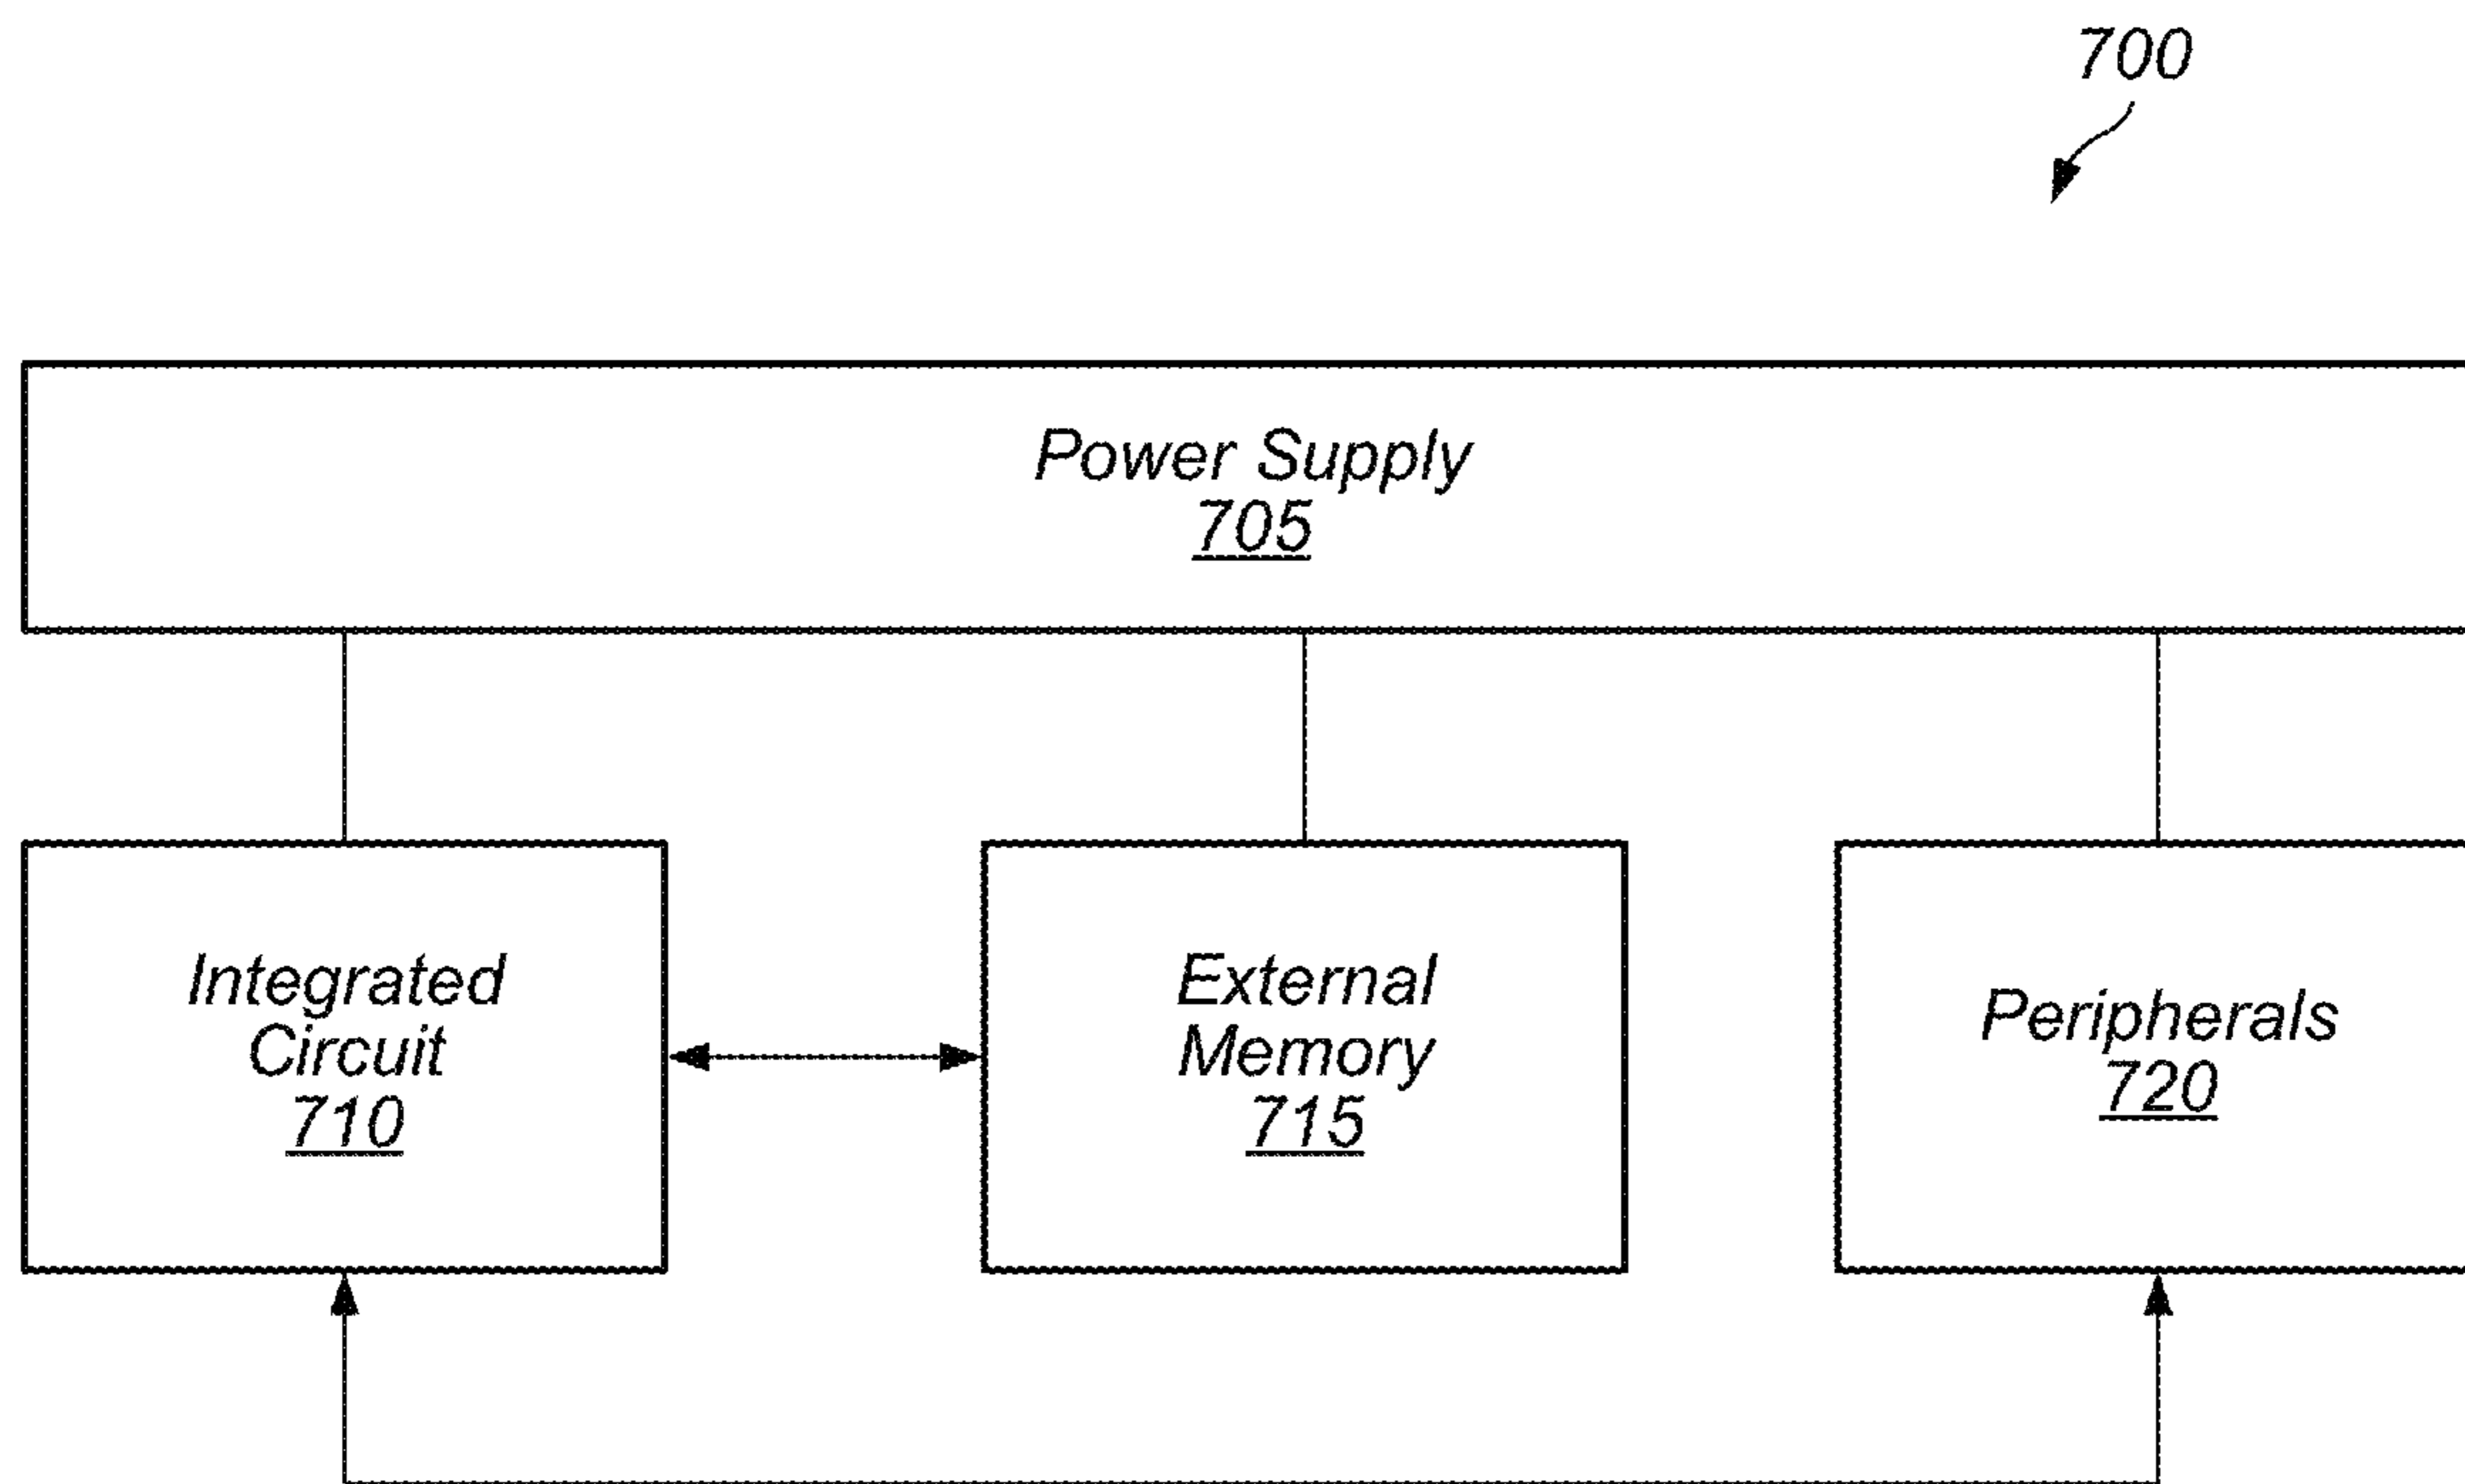 700
Power Supply
705
Integrated
Circuit
710
External
Memory
715
Peripherals
720